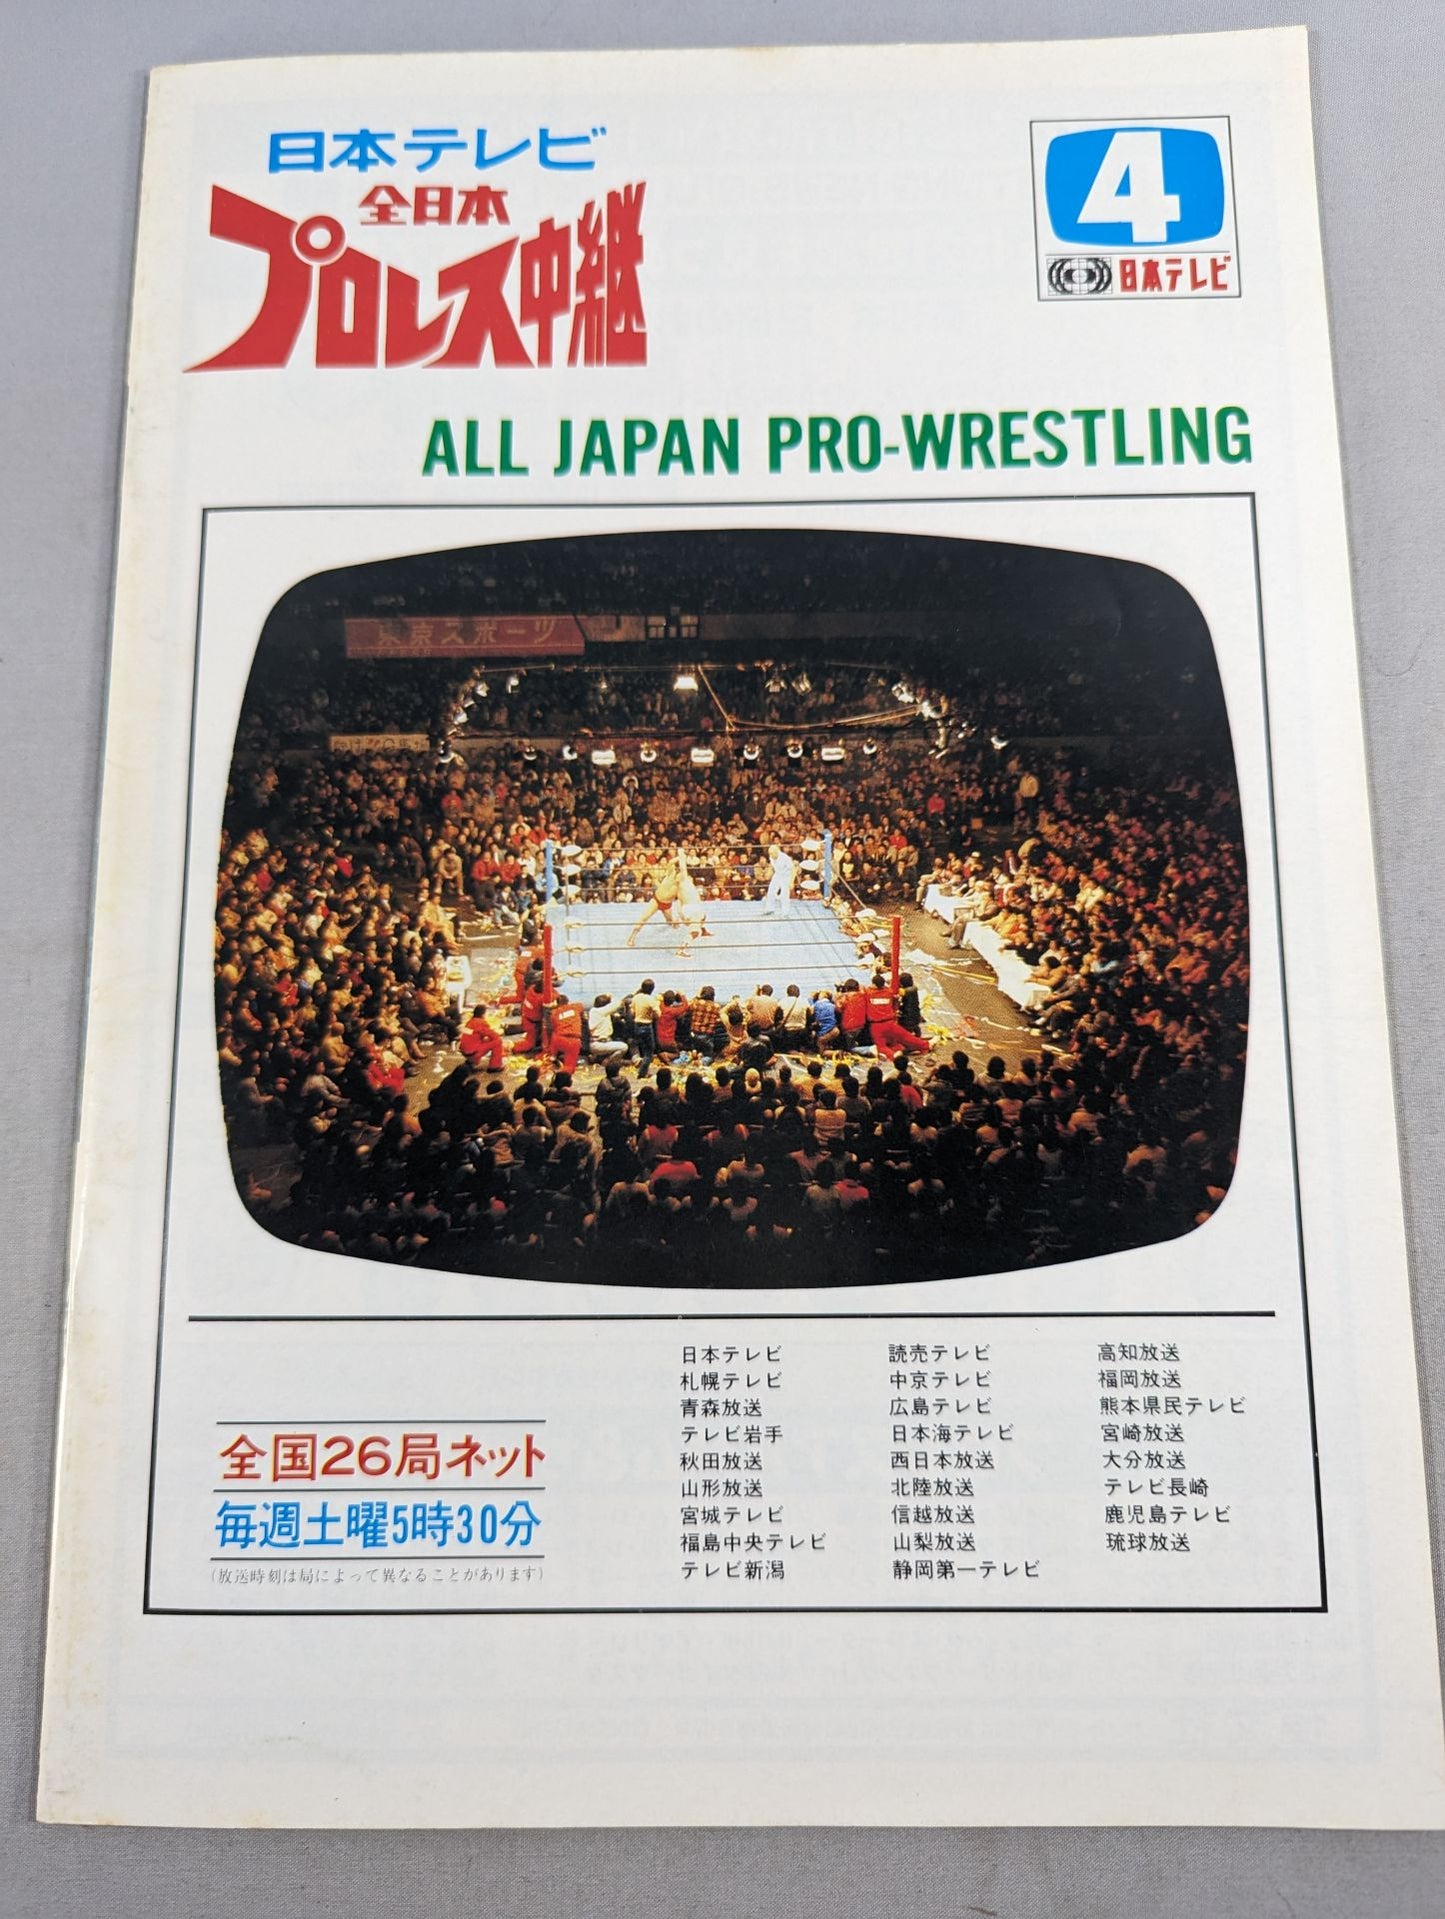 日本テレビ
全日本
プロレス中継
4
日本テレビ
ALL JAPAN PRO-WRESTLING
東京スポーツ
日本テレビ
札幌テレビ
青森放送
テレビ岩手
秋田放送
山形放送
宮城テレビ
福島中央テレビ
テレビ新潟
読売テレビ
中京テレビ
広島テレビ
日本海テレビ
西日本放送
北陸放送
信越放送
山梨放送
静岡第一テレビ
高知放送
福岡放送
熊本県民テレビ
宮崎放送
大分放送
テレビ長崎
鹿児島テレビ
琉球放送
全国26局ネット
毎週土曜5時30分
(放送時刻は局によって異なることがあります)